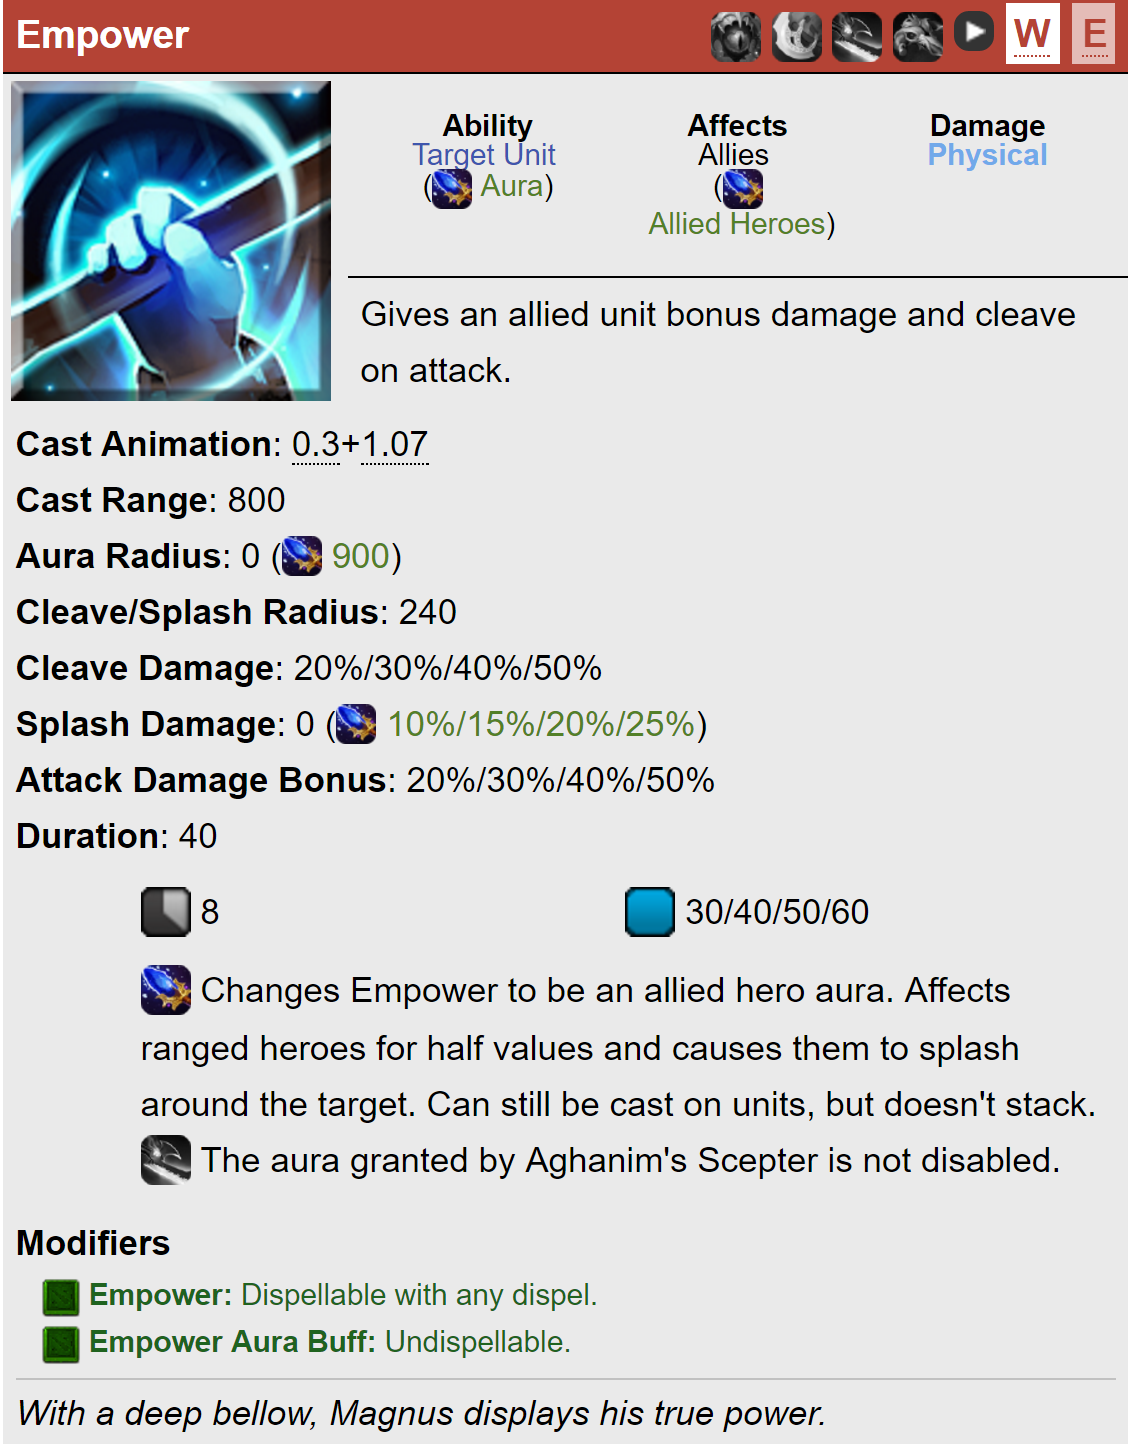 Empower
W E
Ability
Target Unit
( Aura)
Affects
Allies
(
Allied Heroes)
Damage
Physical
Gives an allied unit bonus damage and cleave
on attack.
Cast Animation: 0.3+1.07
Cast Range: 800
Aura Radius: 0 ( 900)
Cleave/Splash Radius: 240
Cleave Damage: 20%/30%/40%/50%
Splash Damage: 0 ( 10%/15%/20%/25%)
Attack Damage Bonus: 20%/30%/40%/50%
Duration: 40
8
30/40/50/60
Changes Empower to be an allied hero aura. Affects
ranged heroes for half values and causes them to splash
around the target. Can still be cast on units, but doesn't stack.
The aura granted by Aghanim's Scepter is not disabled.
Modifiers
Empower: Dispellable with any dispel.
Empower Aura Buff: Undispellable.
With a deep bellow, Magnus displays his true power.